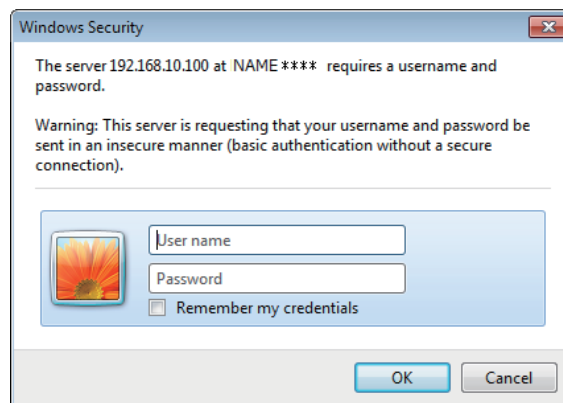 Windows Security
The server 192.168.10.100 at NAME**** requires a username and
password.
Warning: This server is requesting that your username and password be
sent in an insecure manner (basic authentication without a secure
connection).
User name
Password
Remember my credentials
OK
Cancel